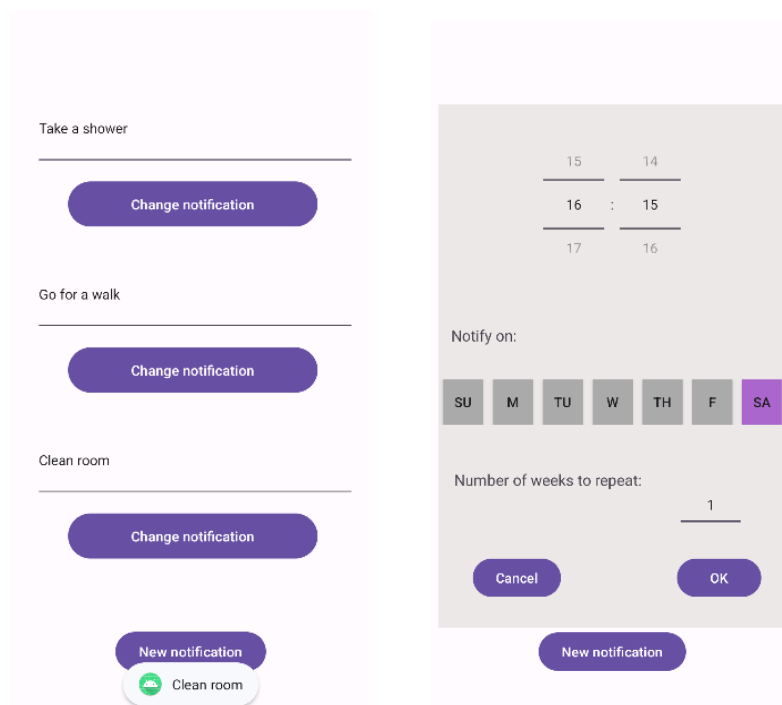 Take a shower
Change notification
Go for a walk
Change notification
Clean room
Change notification
New notification
Clean room
15 14
16 : 15
17 16
Notify on:
SU M TU W TH F SA
Number of weeks to repeat:
1
Cancel OK
New notification